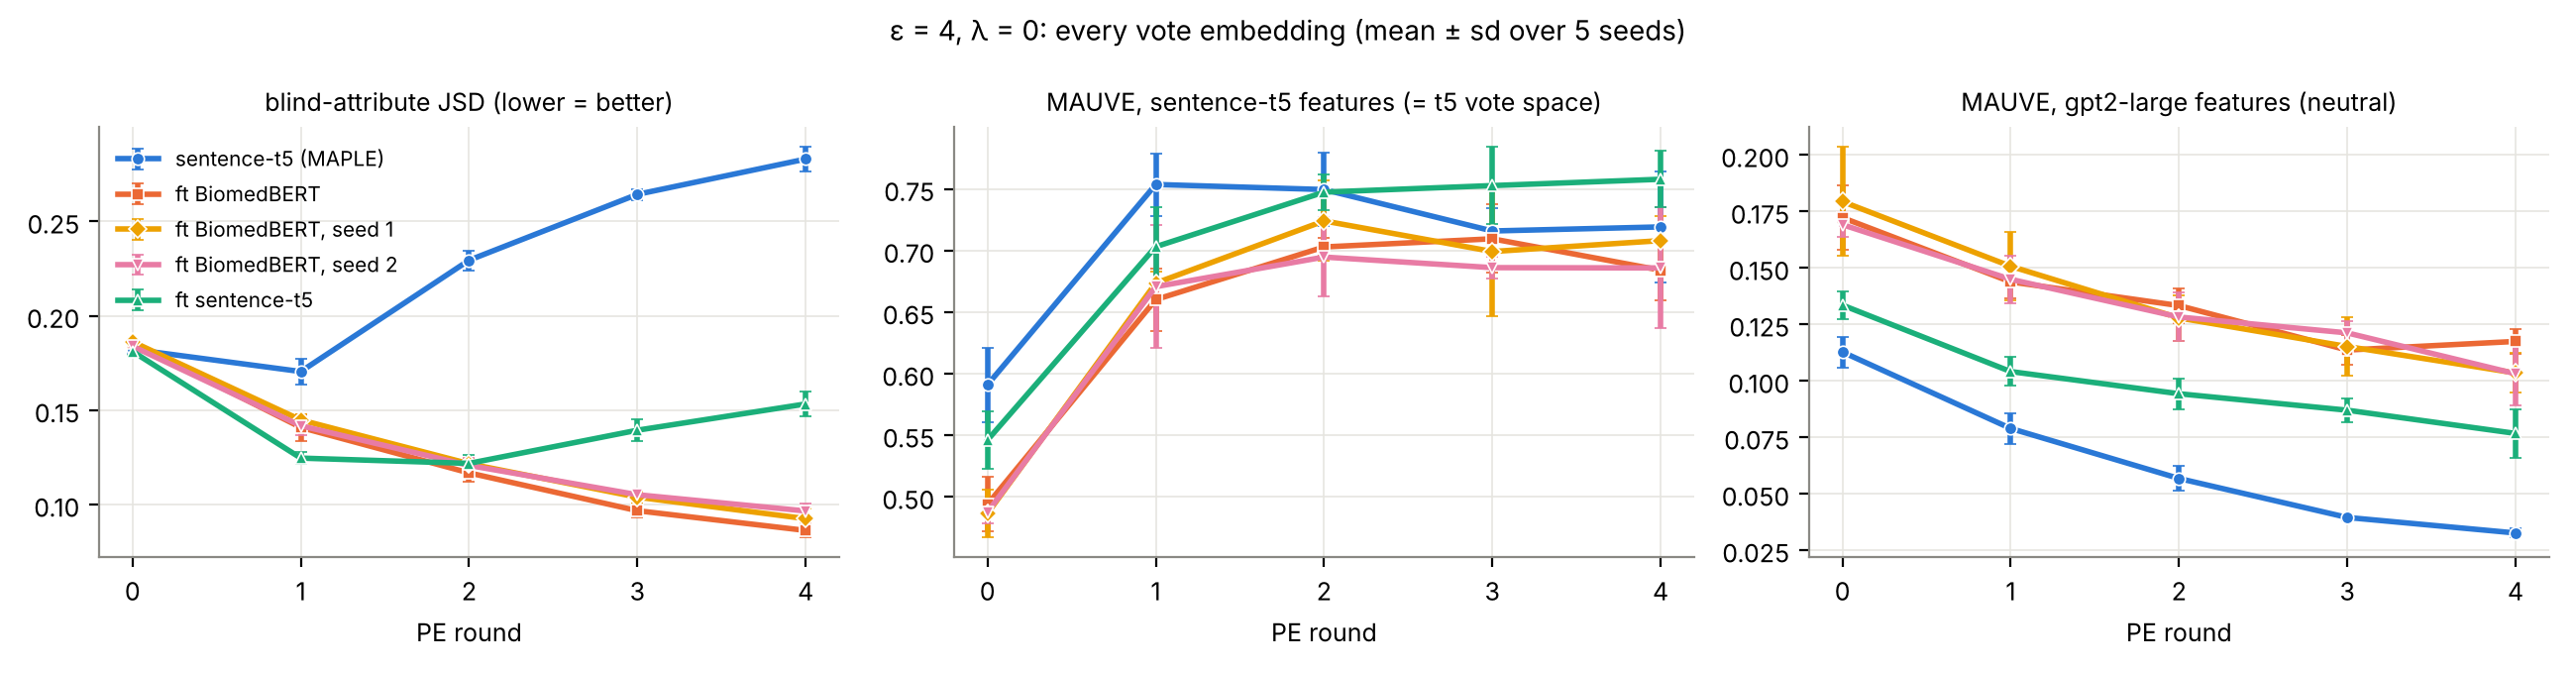 ε = 4, λ = 0: every vote embedding (mean ± sd over 5 seeds)
blind-attribute JSD (lower = better)
sentence-t5 (MAPLE)
ft BiomedBERT
ft BiomedBERT, seed 1
ft BiomedBERT, seed 2
ft sentence-t5
0.25
0.20
0.15
0.10
0 1 2 3 4
PE round
MAUVE, sentence-t5 features (= t5 vote space)
0.75
0.70
0.65
0.60
0.55
0.50
0 1 2 3 4
PE round
MAUVE, gpt2-large features (neutral)
0.200
0.175
0.150
0.125
0.100
0.075
0.050
0.025
0 1 2 3 4
PE round